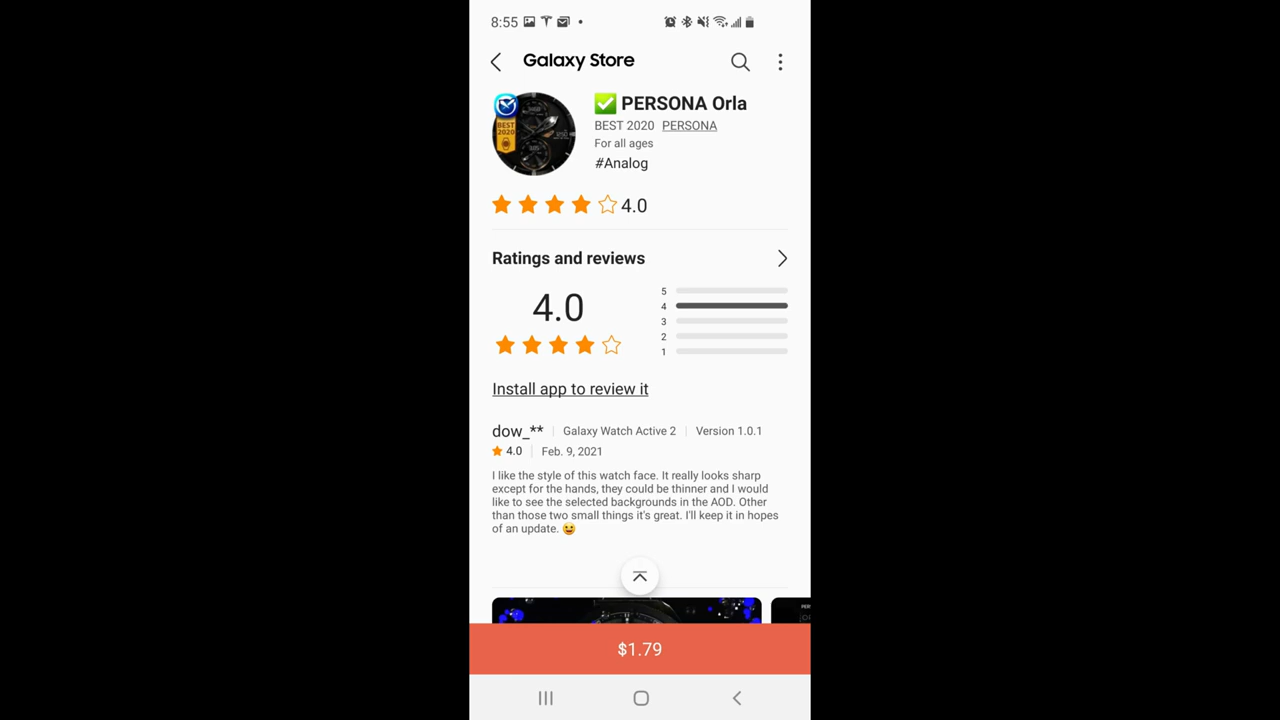 8:55
Galaxy Store
✅ PERSONA Orla
BEST 2020 PERSONA
For all ages
#Analog
BEST
2020
4.0
Ratings and reviews
4.0
5
4
3
2
1
Install app to review it
dow_** Galaxy Watch Active 2 Version 1.0.1
4.0 Feb. 9, 2021
I like the style of this watch face. It really looks sharp
except for the hands, they could be thinner and I would
like to see the selected backgrounds in the AOD. Other
than those two small things it's great. I'll keep it in hopes
of an update. 😀
$1.79